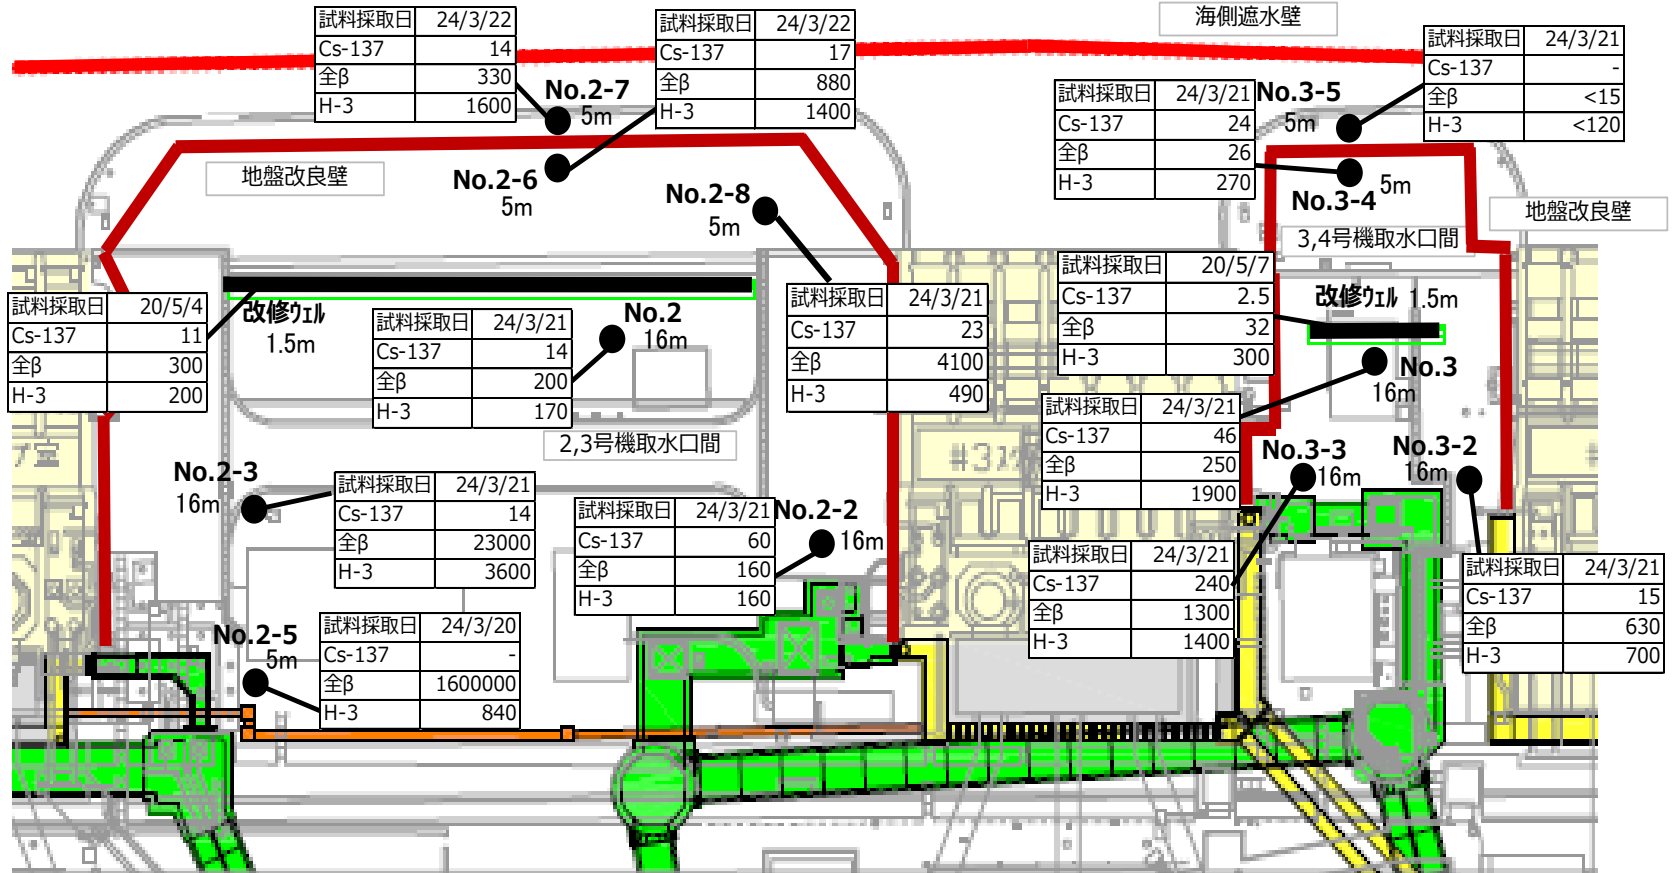 海側遮水壁
試料採取日 24/3/22
Cs-137 14
全β 330
H-3 1600
No.2-7
5m
試料採取日 24/3/22
Cs-137 17
全β 880
H-3 1400
No.2-6
5m
試料採取日 24/3/21
Cs-137 -
全β <15
H-3 <120
No.3-5
5m
試料採取日 24/3/21
Cs-137 24
全β 26
H-3 270
No.3-4
5m
地盤改良壁
地盤改良壁
No.2-8
5m
3,4号機取水口間
試料採取日 20/5/4
Cs-137 11
全β 300
H-3 200
改修ウェル
1.5m
試料採取日 24/3/21
Cs-137 14
全β 200
H-3 170
No.2
16m
試料採取日 24/3/21
Cs-137 23
全β 4100
H-3 490
試料採取日 20/5/7
Cs-137 2.5
全β 32
H-3 300
改修ウェル 1.5m
No.3
16m
試料採取日 24/3/21
Cs-137 46
全β 250
H-3 1900
2,3号機取水口間
No.2-3
16m
試料採取日 24/3/21
Cs-137 14
全β 23000
H-3 3600
試料採取日 24/3/21
Cs-137 60
全β 160
H-3 160
No.2-2
16m
No.3-3
16m
No.3-2
16m
試料採取日 24/3/21
Cs-137 240
全β 1300
H-3 1400
試料採取日 24/3/21
Cs-137 15
全β 630
H-3 700
No.2-5
5m
試料採取日 24/3/20
Cs-137 -
全β 1600000
H-3 840